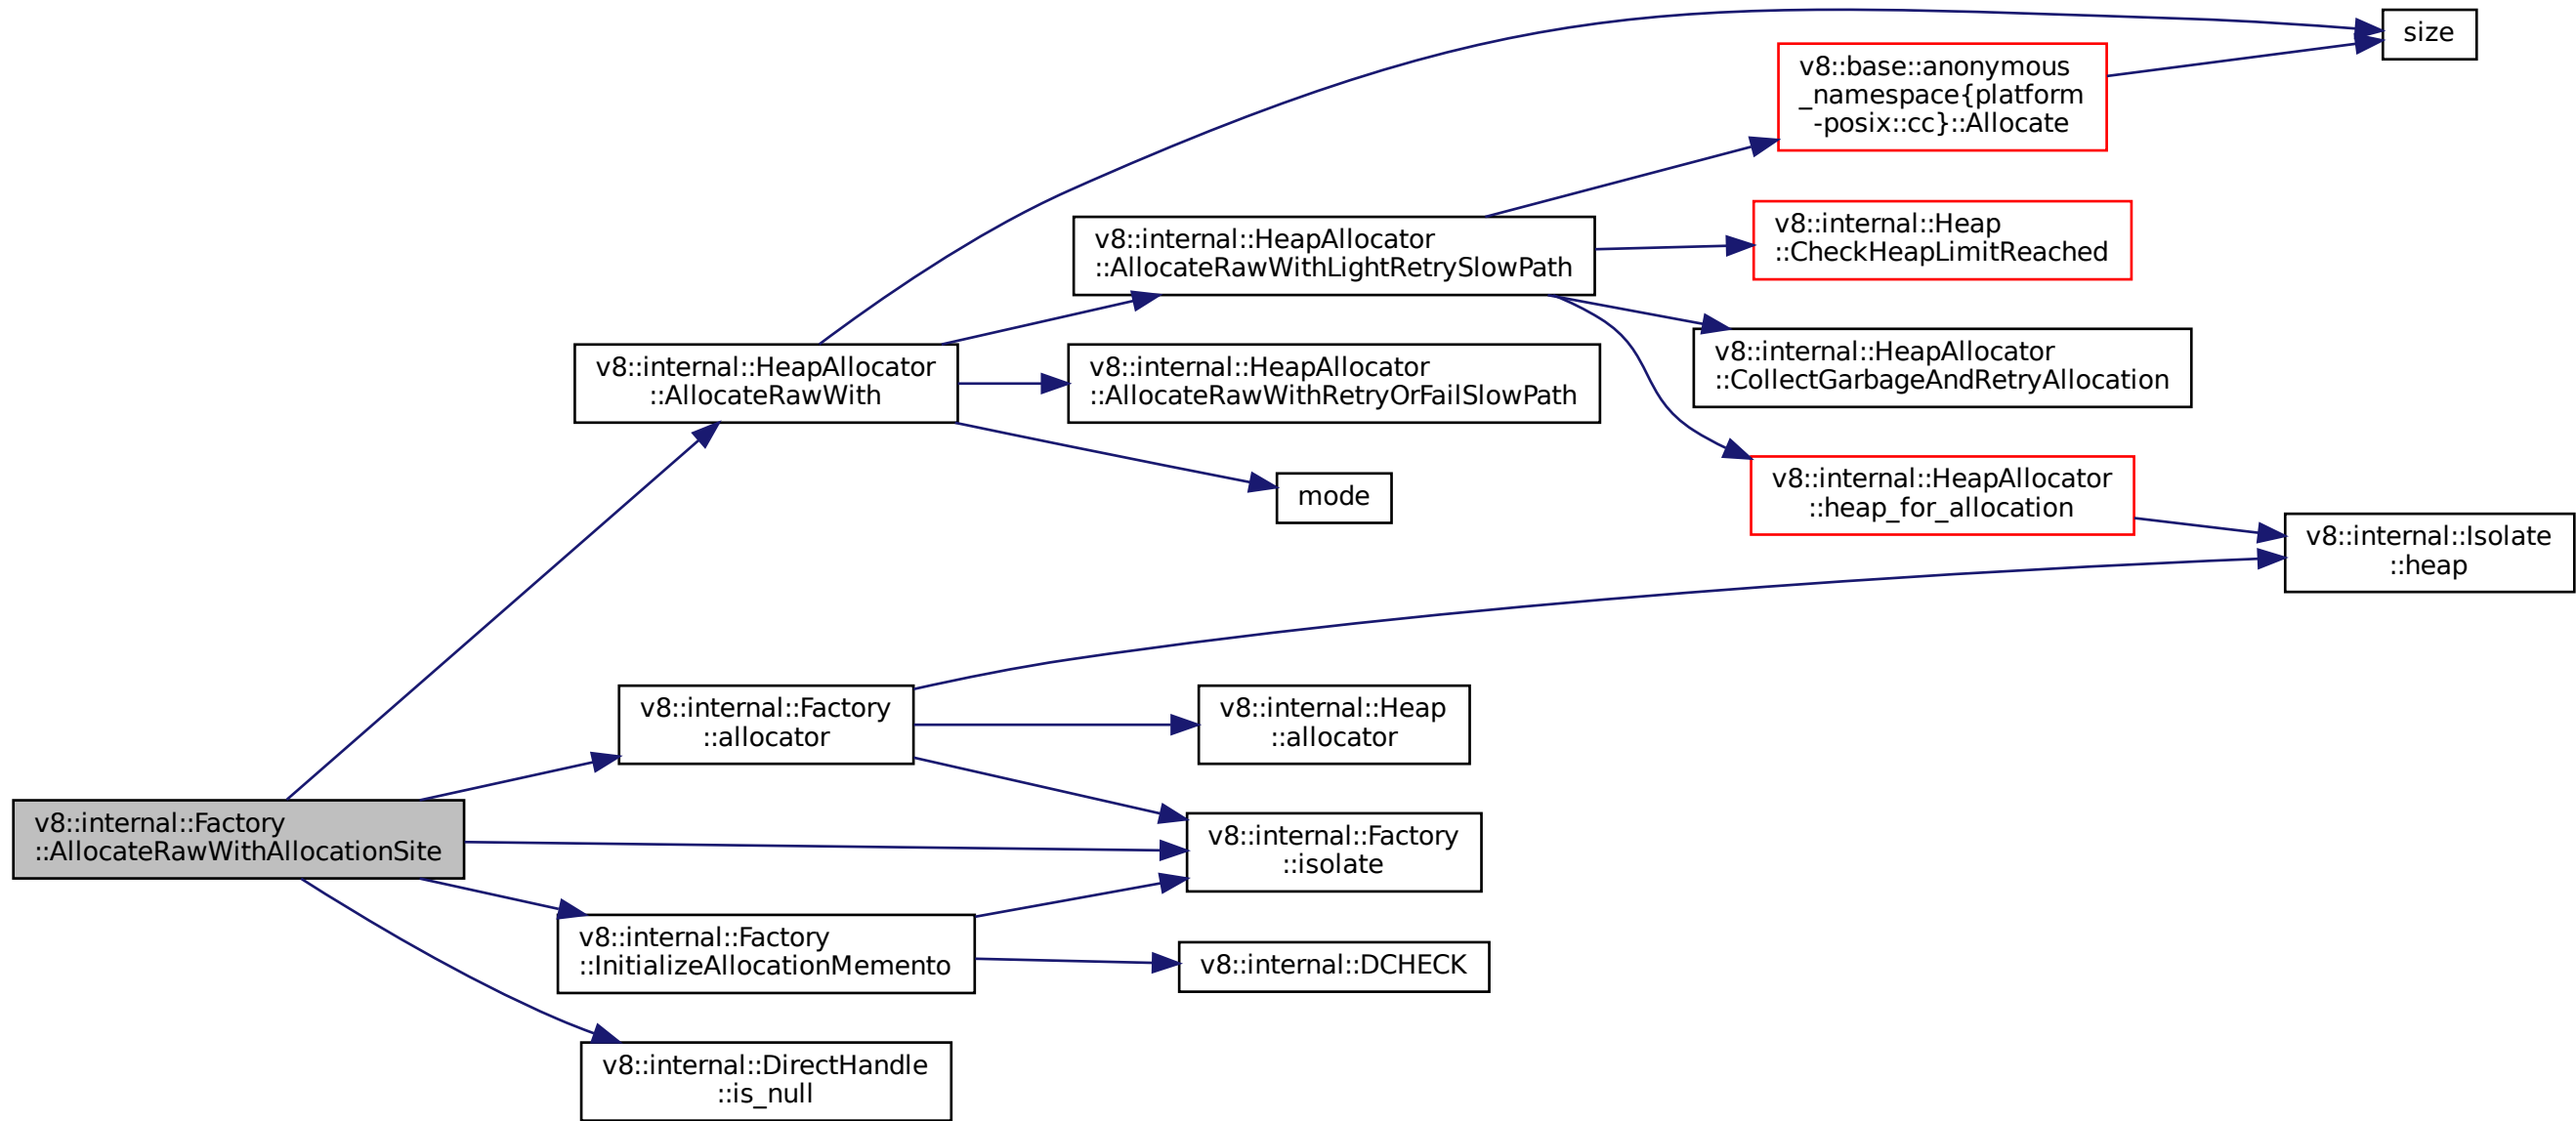 size
v8::base::anonymous
_namespace{platform
-posix::cc}::Allocate
v8::internal::Heap
::CheckHeapLimitReached
v8::internal::HeapAllocator
::AllocateRawWithLightRetrySlowPath
v8::internal::HeapAllocator
::CollectGarbageAndRetryAllocation
v8::internal::HeapAllocator
::AllocateRawWith
v8::internal::HeapAllocator
::AllocateRawWithRetryOrFailSlowPath
mode
v8::internal::HeapAllocator
::heap_for_allocation
v8::internal::Isolate
::heap
v8::internal::Factory
::allocator
v8::internal::Heap
::allocator
v8::internal::Factory
::AllocateRawWithAllocationSite
v8::internal::Factory
::isolate
v8::internal::Factory
::InitializeAllocationMemento
v8::internal::DCHECK
v8::internal::DirectHandle
::is_null